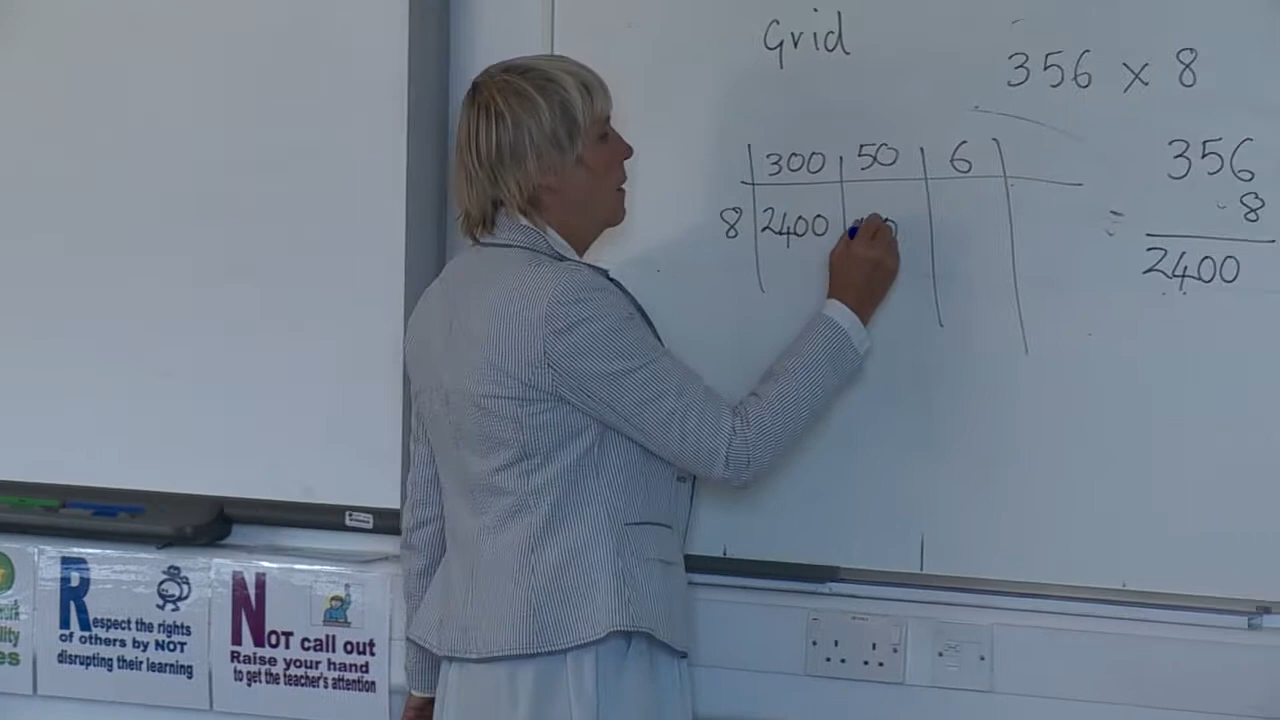 Grid
356 x 8
300 50 6
8 2400
356
8
=
2400
Respect the rights
of others by NOT
disrupting their learning
NOT call out
Raise your hand
to get the teacher's attention